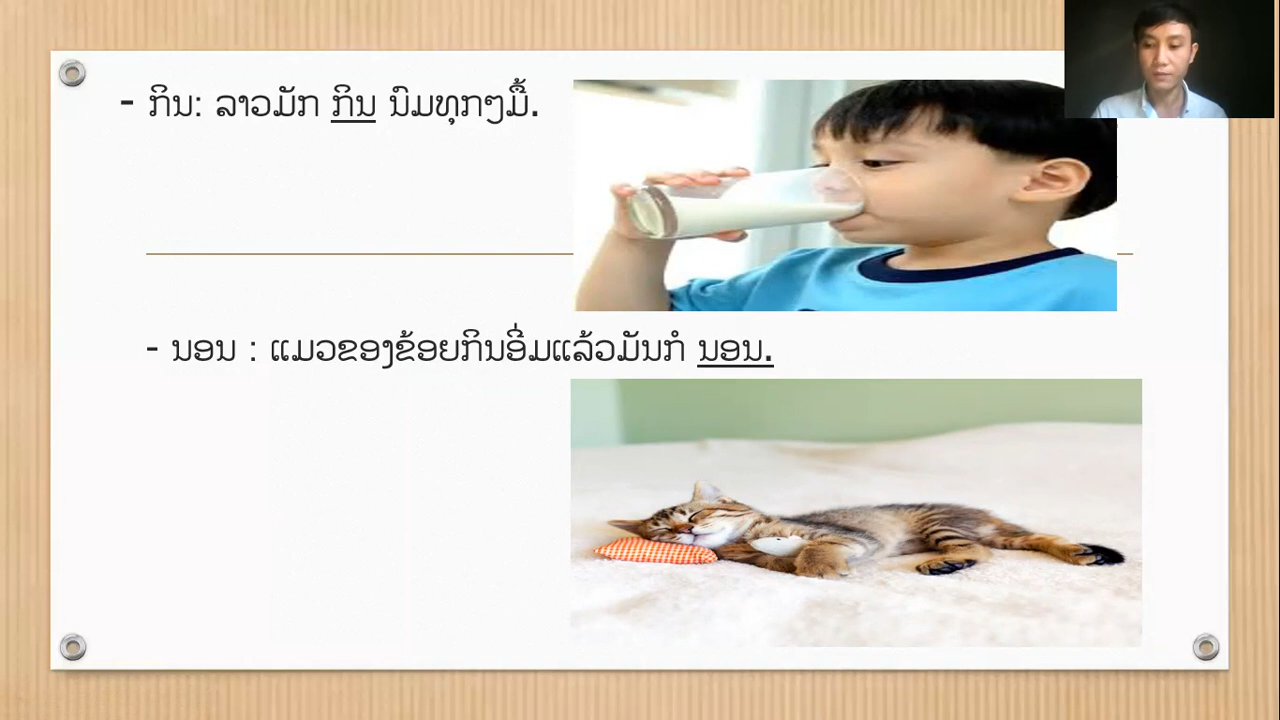 - ກິນ: ລາວມັກ ກິນ ນົມທຸກໆມື້.
- ນອນ : ແມວຂອງຂ້ອຍກິນອີ່ມແລ້ວມັນກໍ ນອນ.